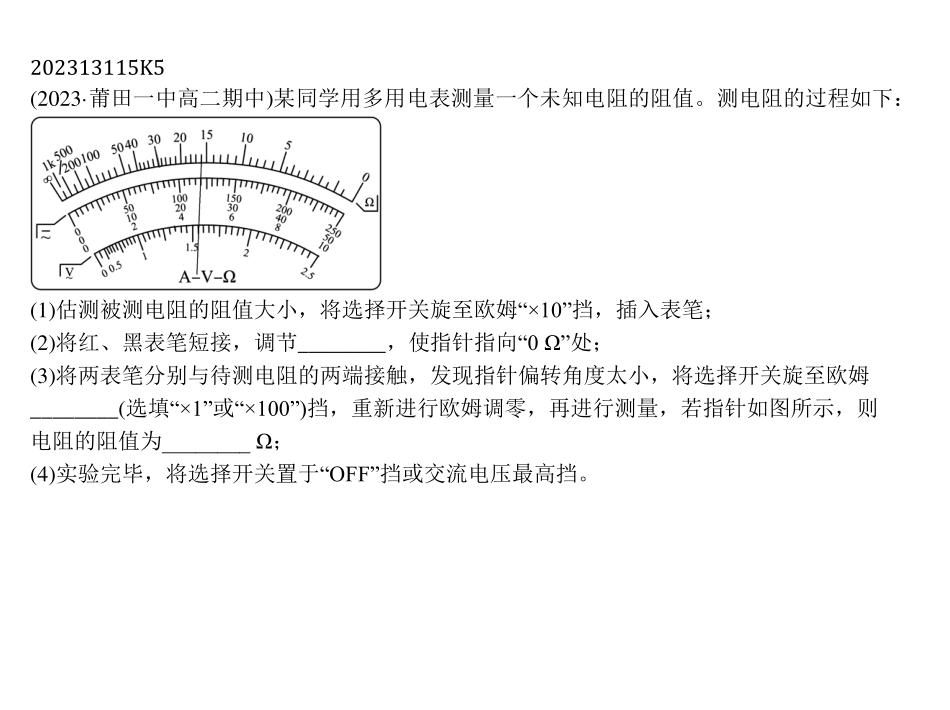 202313115K5
(2023·莆田一中高二期中)某同学用多用电表测量一个未知电阻的阻值。测电阻的过程如下：
∞ 1k 500 200 100 50 40 30 20 15 10 5 0 Ω
0 50 100 150 200 250
0 10 20 30 40 50
0 2 4 6 8 10
V 0 0.5 1 1.5 2 2.5
A-V-Ω
(1)估测被测电阻的阻值大小，将选择开关旋至欧姆“×10”挡，插入表笔；
(2)将红、黑表笔短接，调节________，使指针指向“0 Ω”处；
(3)将两表笔分别与待测电阻的两端接触，发现指针偏转角度太小，将选择开关旋至欧姆
________(选填“×1”或“×100”)挡，重新进行欧姆调零，再进行测量，若指针如图所示，则
电阻的阻值为________ Ω；
(4)实验完毕，将选择开关置于“OFF”挡或交流电压最高挡。